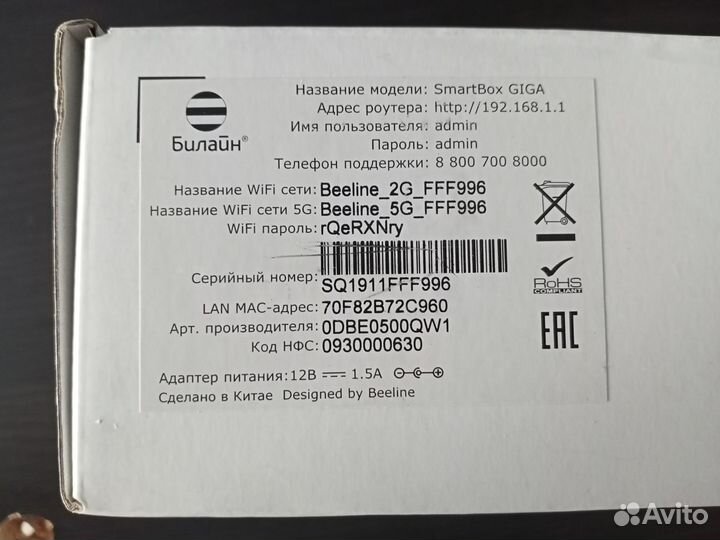 Название модели: SmartBox GIGA
Адрес роутера: http://192.168.1.1
Имя пользователя: admin
Пароль: admin
Телефон поддержки: 8 800 700 8000
Билайн®
Название WiFi сети: Beeline_2G_FFF996
Название WiFi сети 5G: Beeline_5G_FFF996
WiFi пароль: rQeRXNry
Серийный номер: SQ1911FFF996
LAN MAC-адрес: 70F82B72C960
Арт. производителя: 0DBE0500QW1
Код НФС: 0930000630
Адаптер питания: 12В 1.5А
Сделано в Китае Designed by Beeline
RoHS
COMPLIANT
EAC
Avito